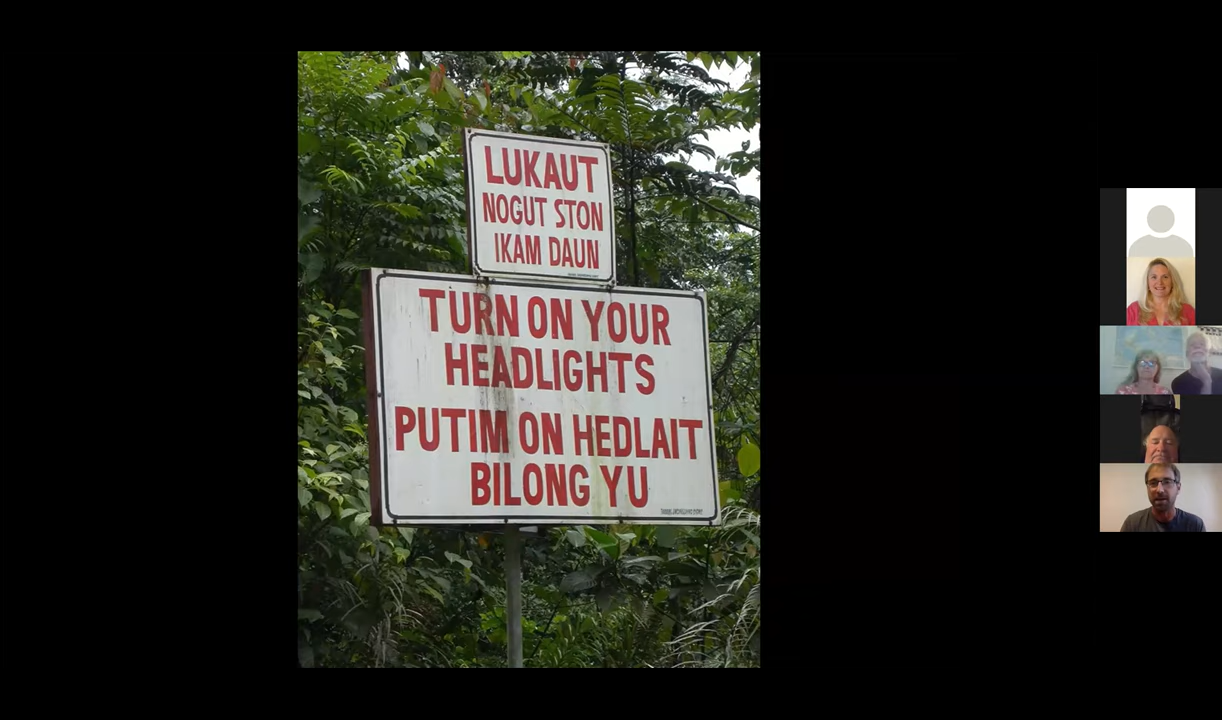 LUKAUT
NOGUT STON
IKAM DAUN
TURN ON YOUR
HEADLIGHTS
PUTIM ON HEDLAIT
BILONG YU